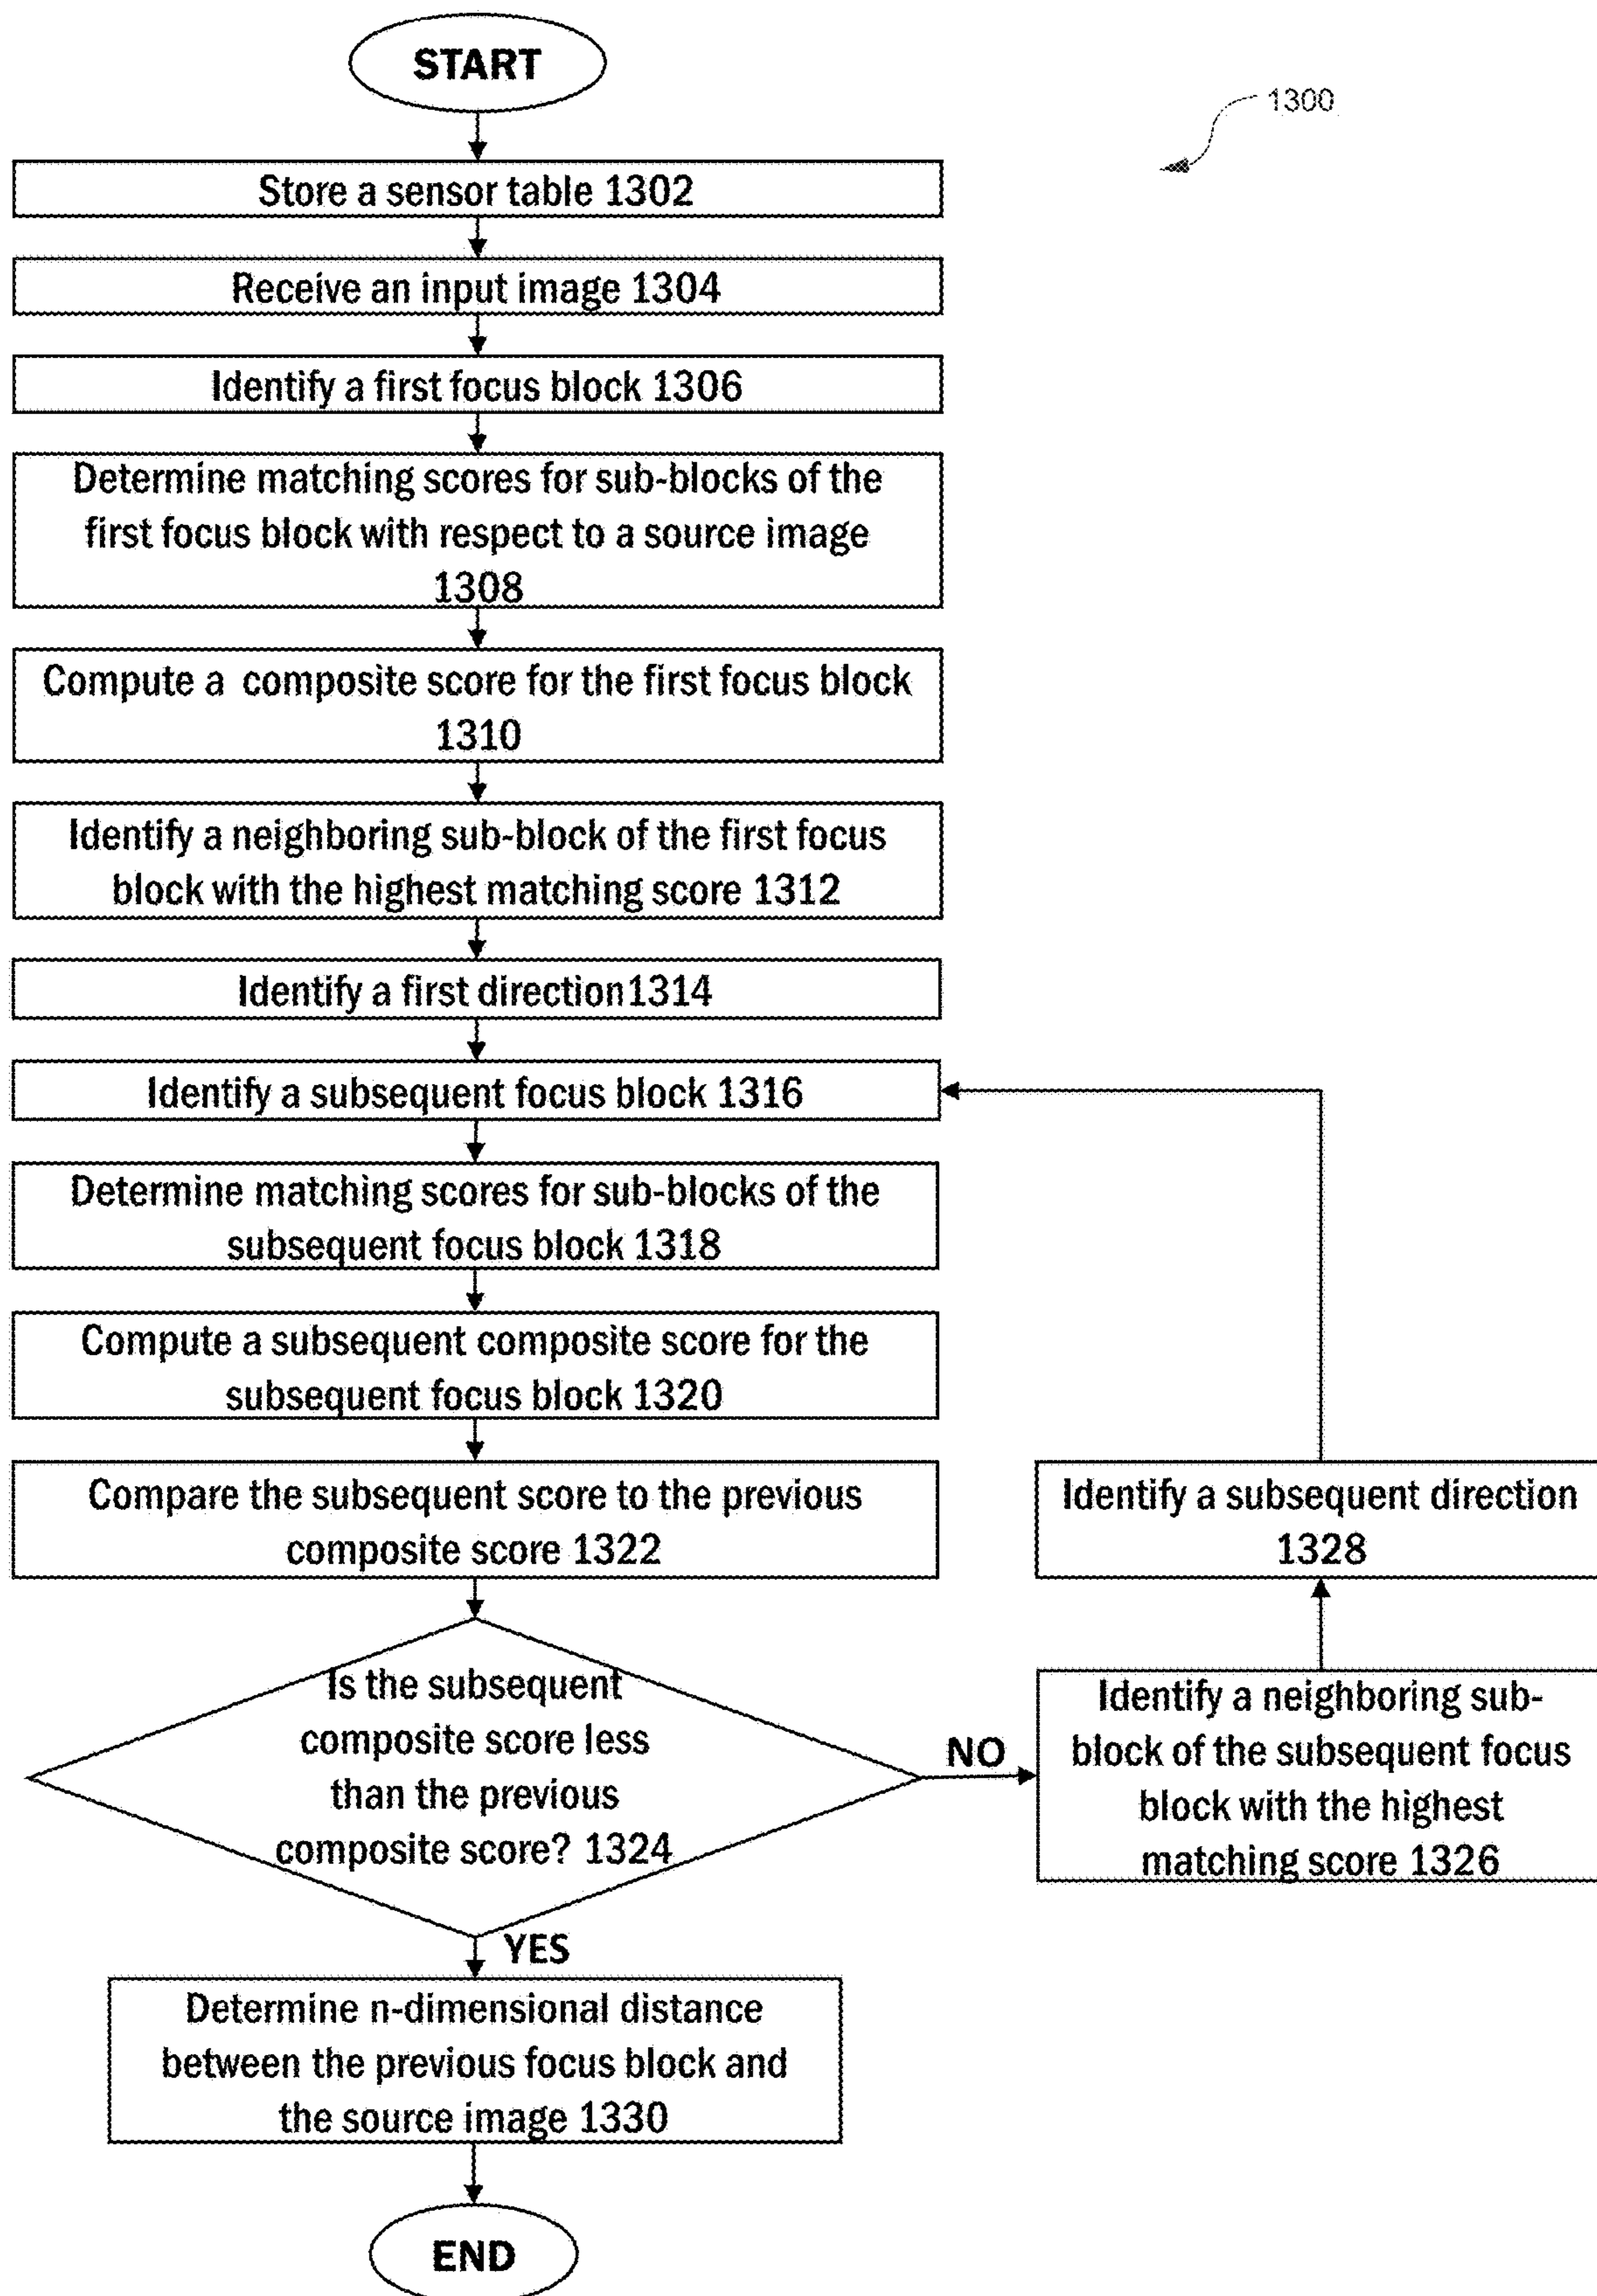 START
1300
Store a sensor table 1302
Receive an input image 1304
Identify a first focus block 1306
Determine matching scores for sub-blocks of the
first focus block with respect to a source image
1308
Compute a composite score for the first focus block
1310
Identify a neighboring sub-block of the first focus
block with the highest matching score 1312
Identify a first direction1314
Identify a subsequent focus block 1316
Determine matching scores for sub-blocks of the
subsequent focus block 1318
Compute a subsequent composite score for the
subsequent focus block 1320
Compare the subsequent score to the previous
composite score 1322
Identify a subsequent direction
1328
Is the subsequent
composite score less
than the previous
composite score? 1324
NO
Identify a neighboring sub-
block of the subsequent focus
block with the highest
matching score 1326
YES
Determine n-dimensional distance
between the previous focus block and
the source image 1330
END